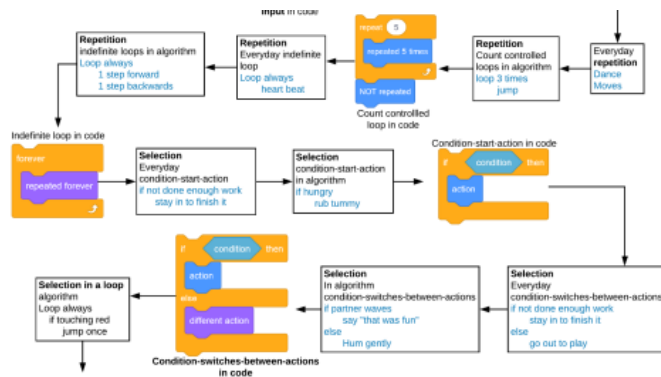 Input in code
Everyday
repetition
Dance
Moves
Repetition
Count controlled
loops in algorithm
loop 3 times
jump
repeat 5
repeated 5 times
NOT repeated
Count controllled
loop in code
Repetition
Everyday indefinite
loop
Loop always
heart beat
Repetition
indefinite loops in algorithm
Loop always
1 step forward
1 step backwards
Indefinite loop in code
forever
repeated forever
Selection
Everyday
condition-start-action
if not done enough work
stay in to finish it
Selection
condition-start-action
in algorithm
if hungry
rub tummy
Condition-start-action in code
if condition then
action
Selection
Everyday
condition-switches-between-actions
if not done enough work
stay in to finish it
else
go out to play
Selection
In algorithm
condition-switches-between-actions
if partner waves
say "that was fun"
else
Hum gently
if condition then
action
else
different action
Condition-switches-between-actions
in code
Selection in a loop
algorithm
Loop always
if touching red
jump once